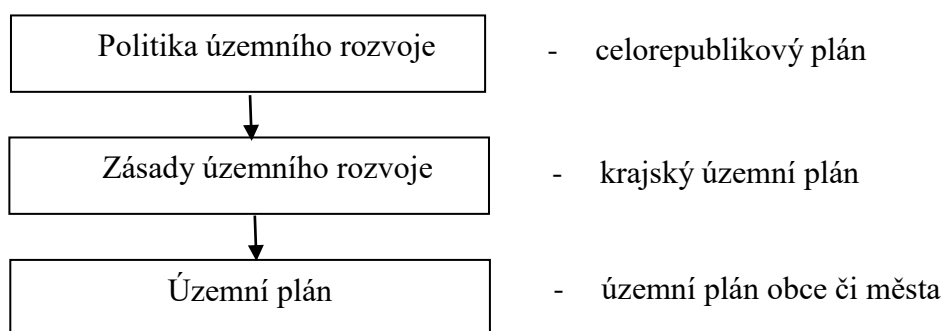 Politika územního rozvoje - celorepublikový plán
Zásady územního rozvoje - krajský územní plán
Územní plán - územní plán obce či města